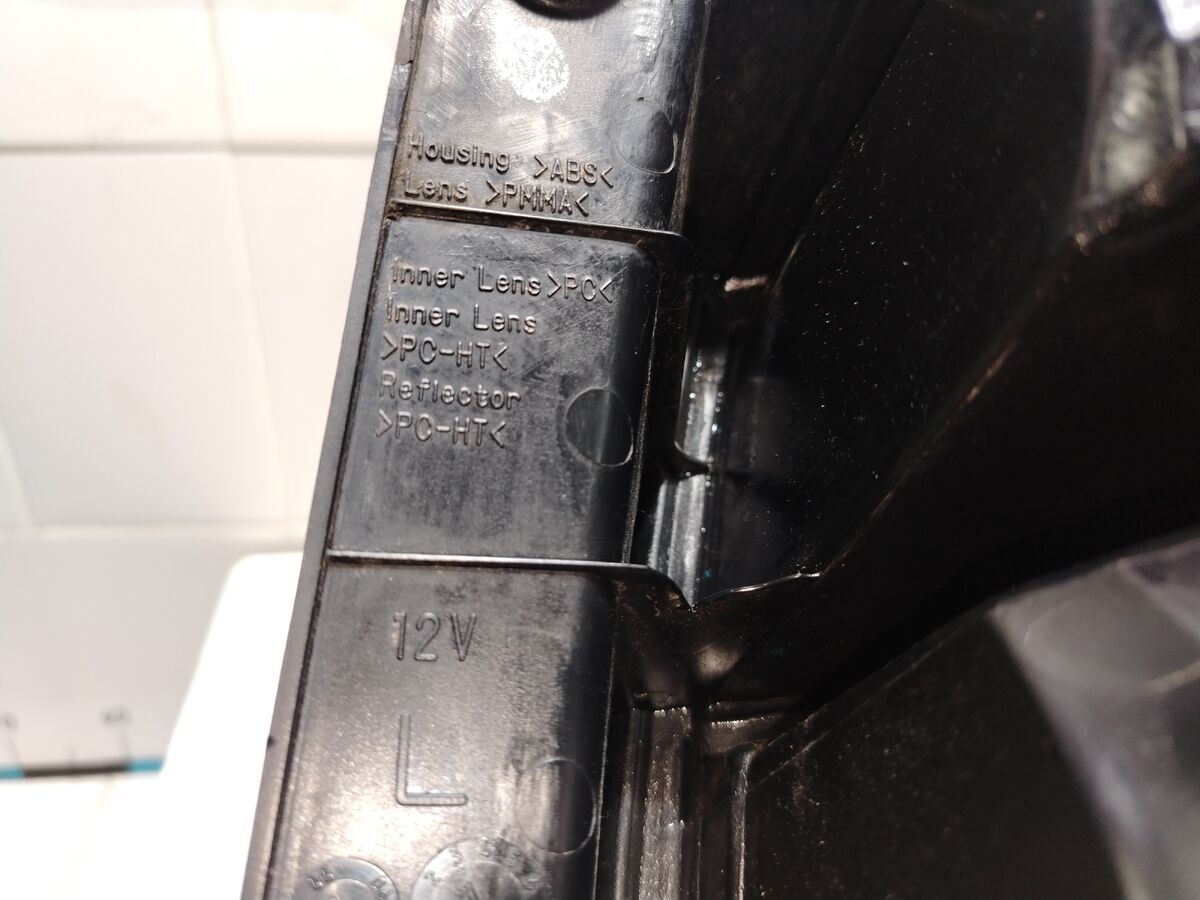 Housing >ABS<
Lens >PMMA<
Inner Lens >PC<
Inner Lens
>PC-HT<
Reflector
>PC-HT<
12V
L